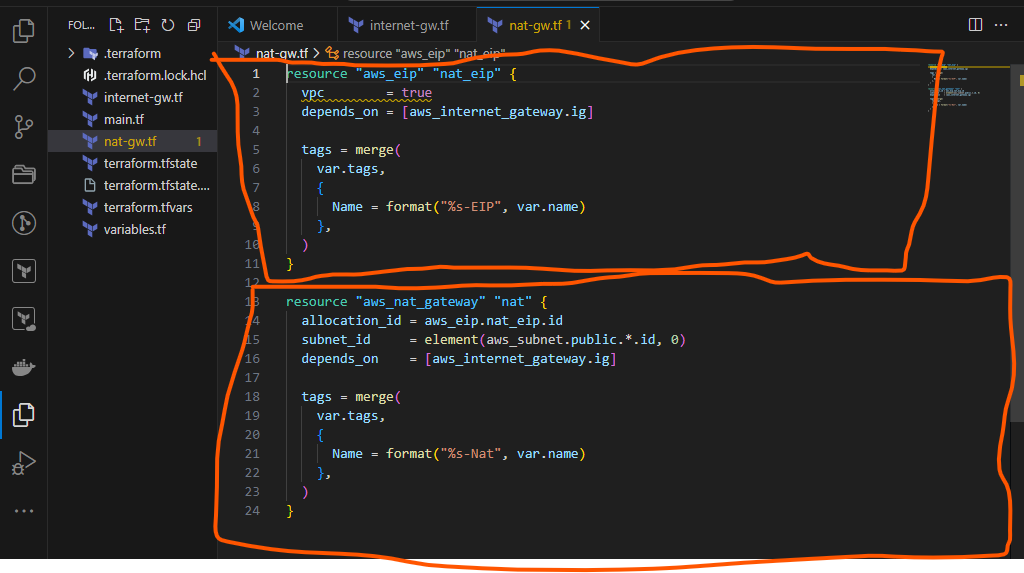 FOL...
Welcome
internet-gw.tf
nat-gw.tf 1
.terraform
.terraform.lock.hcl
internet-gw.tf
main.tf
nat-gw.tf 1
terraform.tfstate
terraform.tfstate....
terraform.tfvars
variables.tf
nat-gw.tf > resource "aws_eip" "nat_eip"
1 resource "aws_eip" "nat_eip" {
2 vpc = true
3 depends_on = [aws_internet_gateway.ig]
4
5 tags = merge(
6 var.tags,
7 {
8 Name = format("%s-EIP", var.name)
9 },
10 )
11 }
12
13 resource "aws_nat_gateway" "nat" {
14 allocation_id = aws_eip.nat_eip.id
15 subnet_id = element(aws_subnet.public.*.id, 0)
16 depends_on = [aws_internet_gateway.ig]
17
18 tags = merge(
19 var.tags,
20 {
21 Name = format("%s-Nat", var.name)
22 },
23 )
24 }